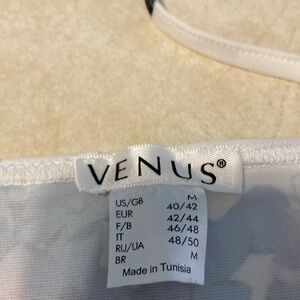 VENUS®
US/GB M
EUR 40/42
F/B 42/44
IT 46/48
RU/UA 48/50
BR M
Made in Tunisia